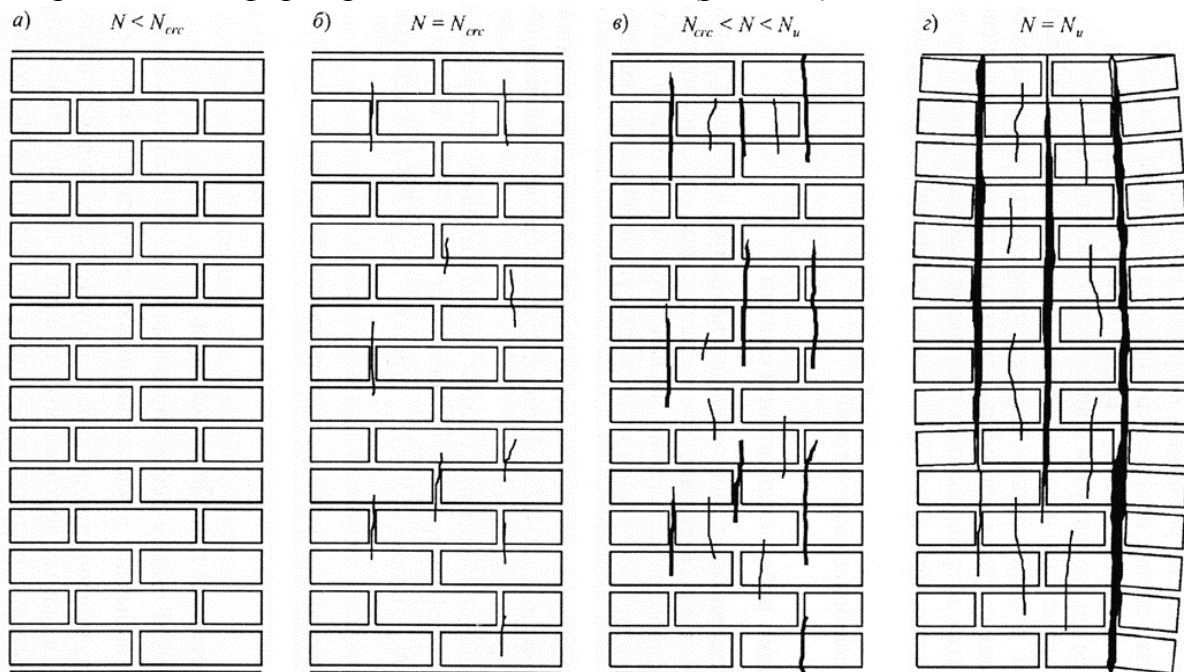 а) N < N_crc
б) N = N_crc
в) N_crc < N < N_u
г) N = N_u